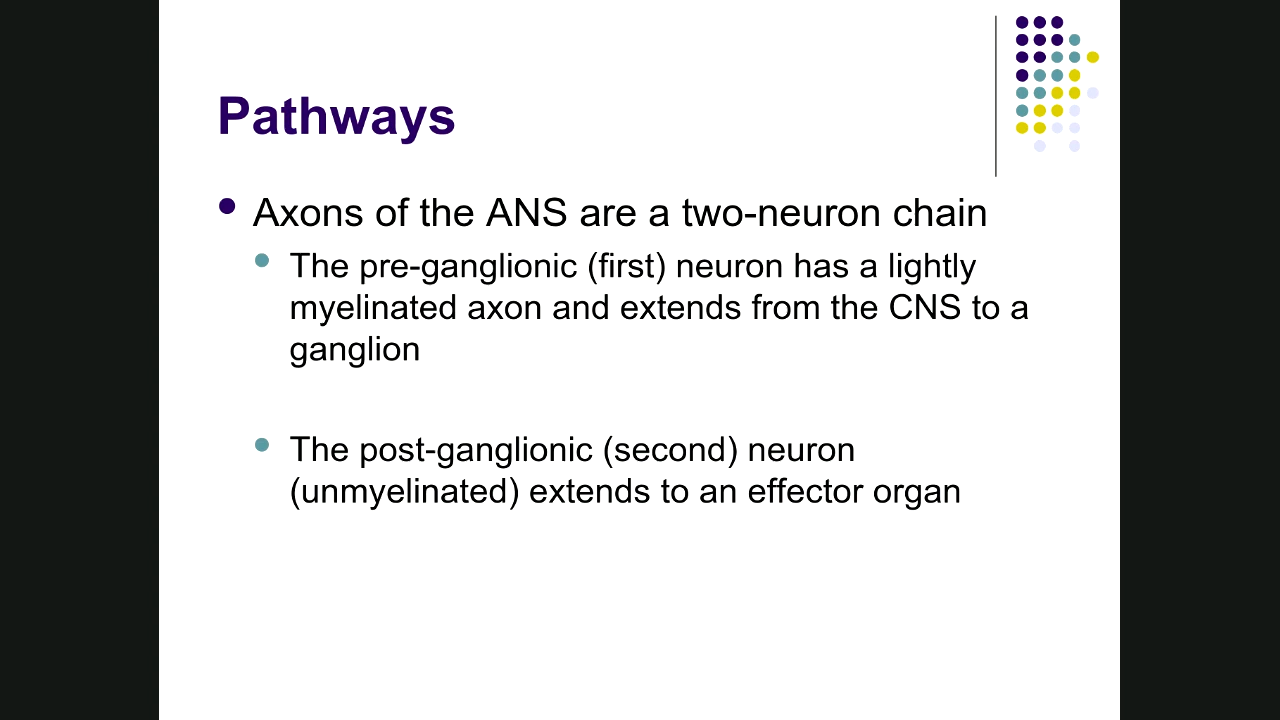 Pathways
Axons of the ANS are a two-neuron chain
The pre-ganglionic (first) neuron has a lightly
myelinated axon and extends from the CNS to a
ganglion
The post-ganglionic (second) neuron
(unmyelinated) extends to an effector organ